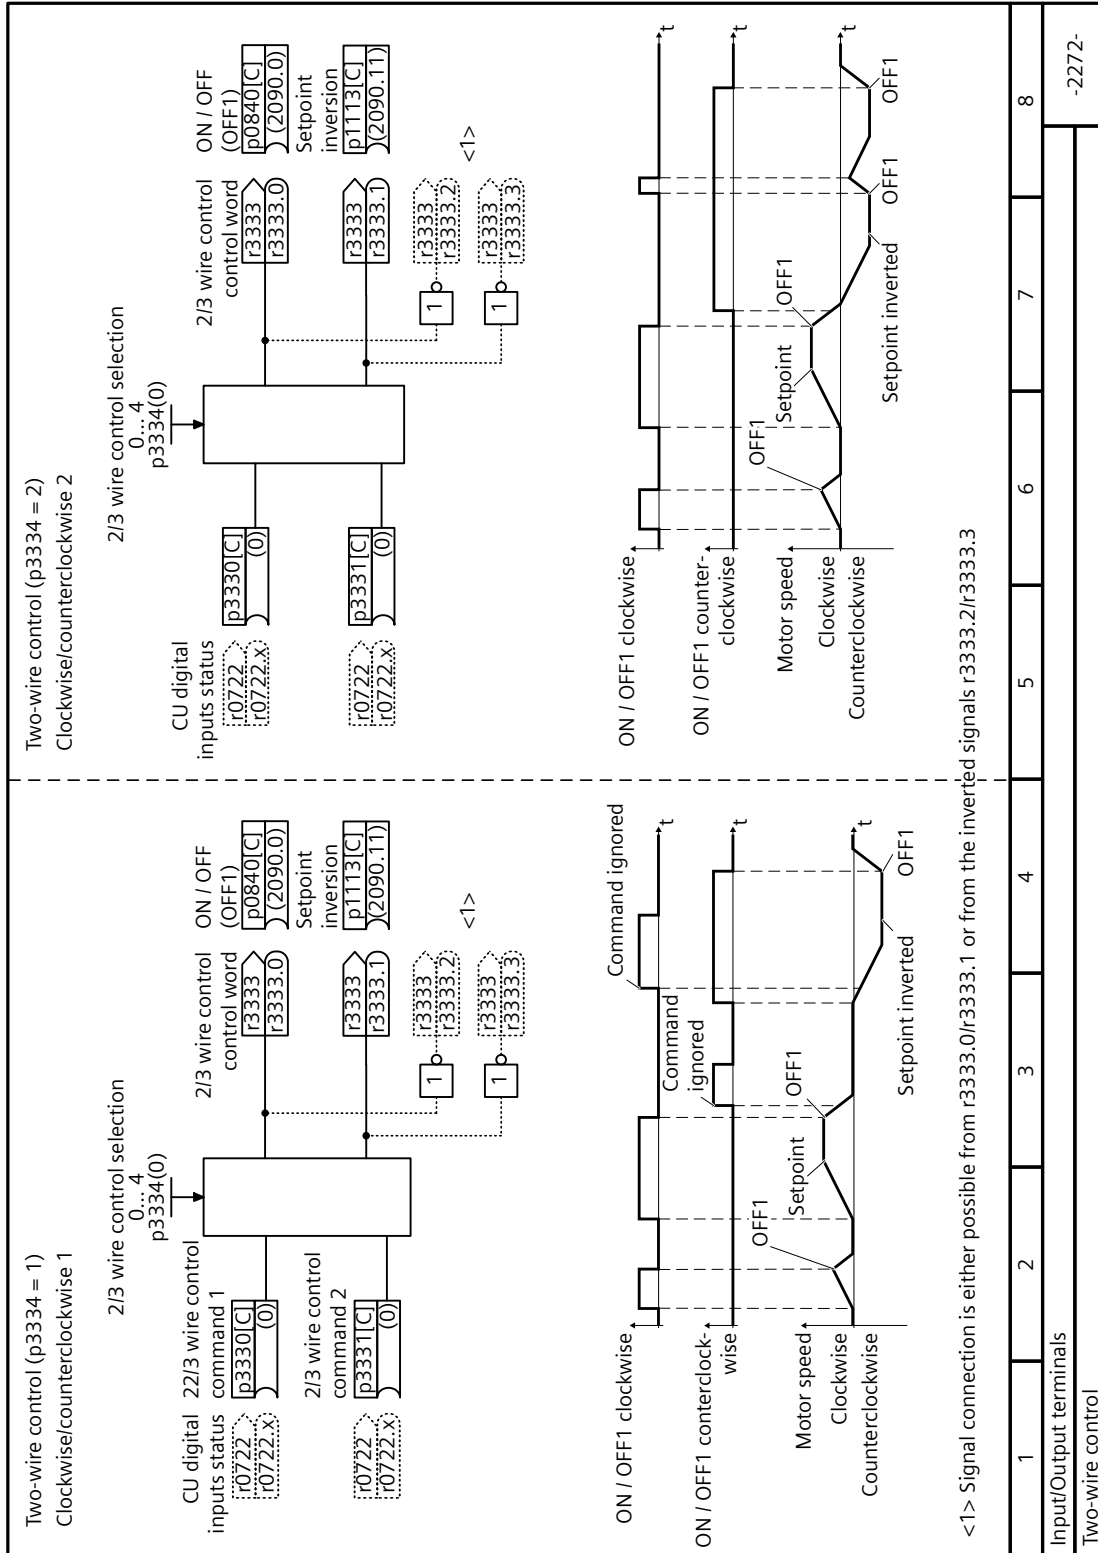 Two-wire control (p3334 = 1)
Clockwise/counterclockwise 1
2/3 wire control selection
0... 4
p3334(0)
CU digital
inputs status
r0722
r0722.x
22/3 wire control
command 1
p3330[C]
(0)
2/3 wire control
command 2
p3331[C]
(0)
r0722
r0722.x
2/3 wire control
control word
r3333
r3333.0
r3333
r3333.1
1
1
r3333
r3333.2
r3333
r3333.3
<1>
ON / OFF
(OFF1)
p0840[C]
(2090.0)
Setpoint
inversion
p1113[C]
(2090.11)
ON / OFF1 clockwise
Command ignored
t
ON / OFF1 conterclock-
wise
Command
ignored
t
Motor speed
Clockwise
Counterclockwise
OFF1
Setpoint
OFF1
Setpoint inverted
OFF1
t
Two-wire control (p3334 = 2)
Clockwise/counterclockwise 2
2/3 wire control selection
0... 4
p3334(0)
CU digital
inputs status
r0722
r0722.x
p3330[C]
(0)
r0722
r0722.x
p3331[C]
(0)
2/3 wire control
control word
r3333
r3333.0
r3333
r3333.1
1
1
r3333
r3333.2
r3333
r3333.3
<1>
ON / OFF
(OFF1)
p0840[C]
(2090.0)
Setpoint
inversion
p1113[C]
(2090.11)
ON / OFF1 clockwise
t
ON / OFF1 counter-
clockwise
t
Motor speed
Clockwise
Counterclockwise
OFF1
Setpoint
OFF1
Setpoint inverted
OFF1
OFF1
t
<1> Signal connection is either possible from r3333.0/r3333.1 or from the inverted signals r3333.2/r3333.3
1 2 3 4 5 6 7 8
Input/Output terminals
-2272-
Two-wire control